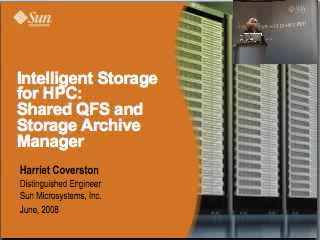 Sun
microsystems
Intelligent Storage
for HPC:
Shared QFS and
Storage Archive
Manager
Harriet Coverston
Distinguished Engineer
Sun Microsystems, Inc.
June, 2008